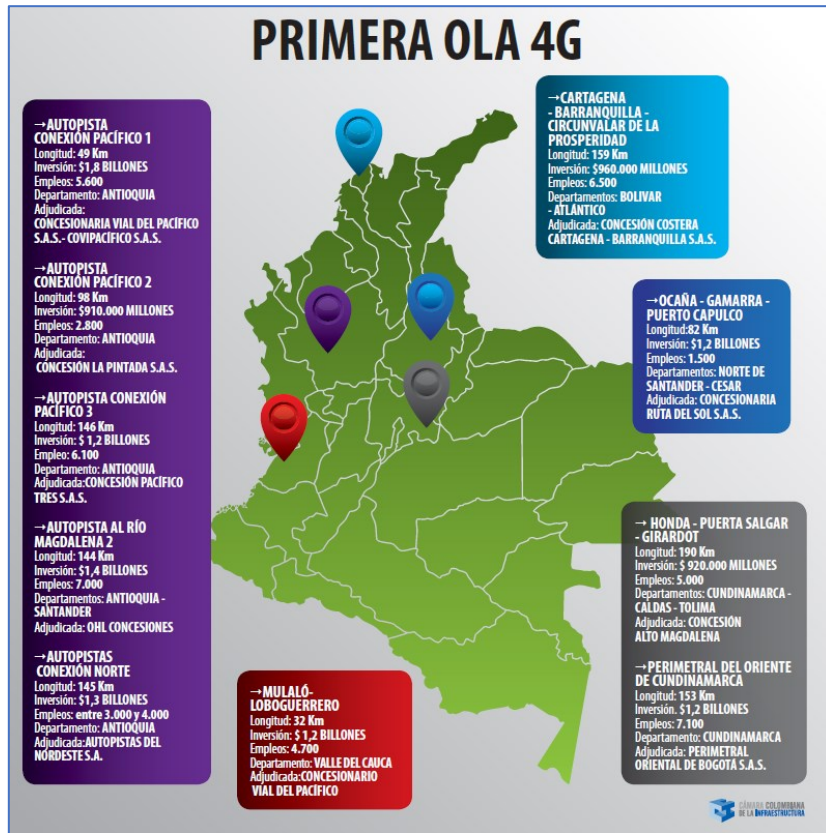 PRIMERA OLA 4G
→AUTOPISTA
CONEXIÓN PACÍFICO 1
Longitud: 49 Km
Inversión: $1,8 BILLONES
Empleos: 5.600
Departamento: ANTIOQUIA
Adjudicada:
CONCESIONARIA VIAL DEL PACÍFICO
S.A.S.- COVIPACÍFICO S.A.S.
→AUTOPISTA
CONEXIÓN PACÍFICO 2
Longitud: 98 Km
Inversión: $910.000 MILLONES
Empleos: 2.800
Departamento: ANTIOQUIA
Adjudicada:
CONCESIÓN LA PINTADA S.A.S.
→AUTOPISTA CONEXIÓN
PACÍFICO 3
Longitud: 146 Km
Inversión: $ 1,2 BILLONES
Empleo: 6.100
Departamento: ANTIOQUIA
Adjudicada:CONCESIÓN PACÍFICO
TRES S.A.S.
→AUTOPISTA AL RÍO
MAGDALENA 2
Longitud: 144 Km
Inversión: $1,4 BILLONES
Empleos: 7.000
Departamentos: ANTIOQUIA -
SANTANDER
Adjudicada: OHL CONCESIONES
→AUTOPISTAS
CONEXIÓN NORTE
Longitud: 145 Km
Inversión: $1,3 BILLONES
Empleos: entre 3.000 y 4.000
Departamento: ANTIOQUIA
Adjudicada:AUTOPISTAS DEL
NORDESTE S.A.
→MULALÓ-
LOBOGUERRERO
Longitud: 32 Km
Inversión: $ 1,2 BILLONES
Empleos: 4.700
Departamento: VALLE DEL CAUCA
Adjudicada:CONCESIONARIO
VIAL DEL PACÍFICO
→CARTAGENA
- BARRANQUILLA -
CIRCUNVALAR DE LA
PROSPERIDAD
Longitud: 159 Km
Inversión: $960.000 MILLONES
Empleos: 6.500
Departamentos: BOLIVAR
- ATLÁNTICO
Adjudicada: CONCESIÓN COSTERA
CARTAGENA - BARRANQUILLA S.A.S.
→OCAÑA - GAMARRA -
PUERTO CAPULCO
Longitud:82 Km
Inversión: $1,2 BILLONES
Empleos: 1.500
Departamentos: NORTE DE
SANTANDER - CESAR
Adjudicada: CONCESIONARIA
RUTA DEL SOL S.A.S.
→ HONDA - PUERTA SALGAR
- GIRARDOT
Longitud: 190 Km
Inversión: $ 920.000 MILLONES
Empleos: 5.000
Departamentos: CUNDINAMARCA -
CALDAS - TOLIMA
Adjudicada: CONCESIÓN
ALTO MAGDALENA
→PERIMETRAL DEL ORIENTE
DE CUNDINAMARCA
Longitud: 153 Km
Inversión. $1,2 BILLONES
Empleos: 7.100
Departamento: CUNDINAMARCA
Adjudicada: PERIMETRAL
ORIENTAL DE BOGOTÁ S.A.S.
CÁMARA COLOMBIANA
DE LA INFRAESTRUCTURA